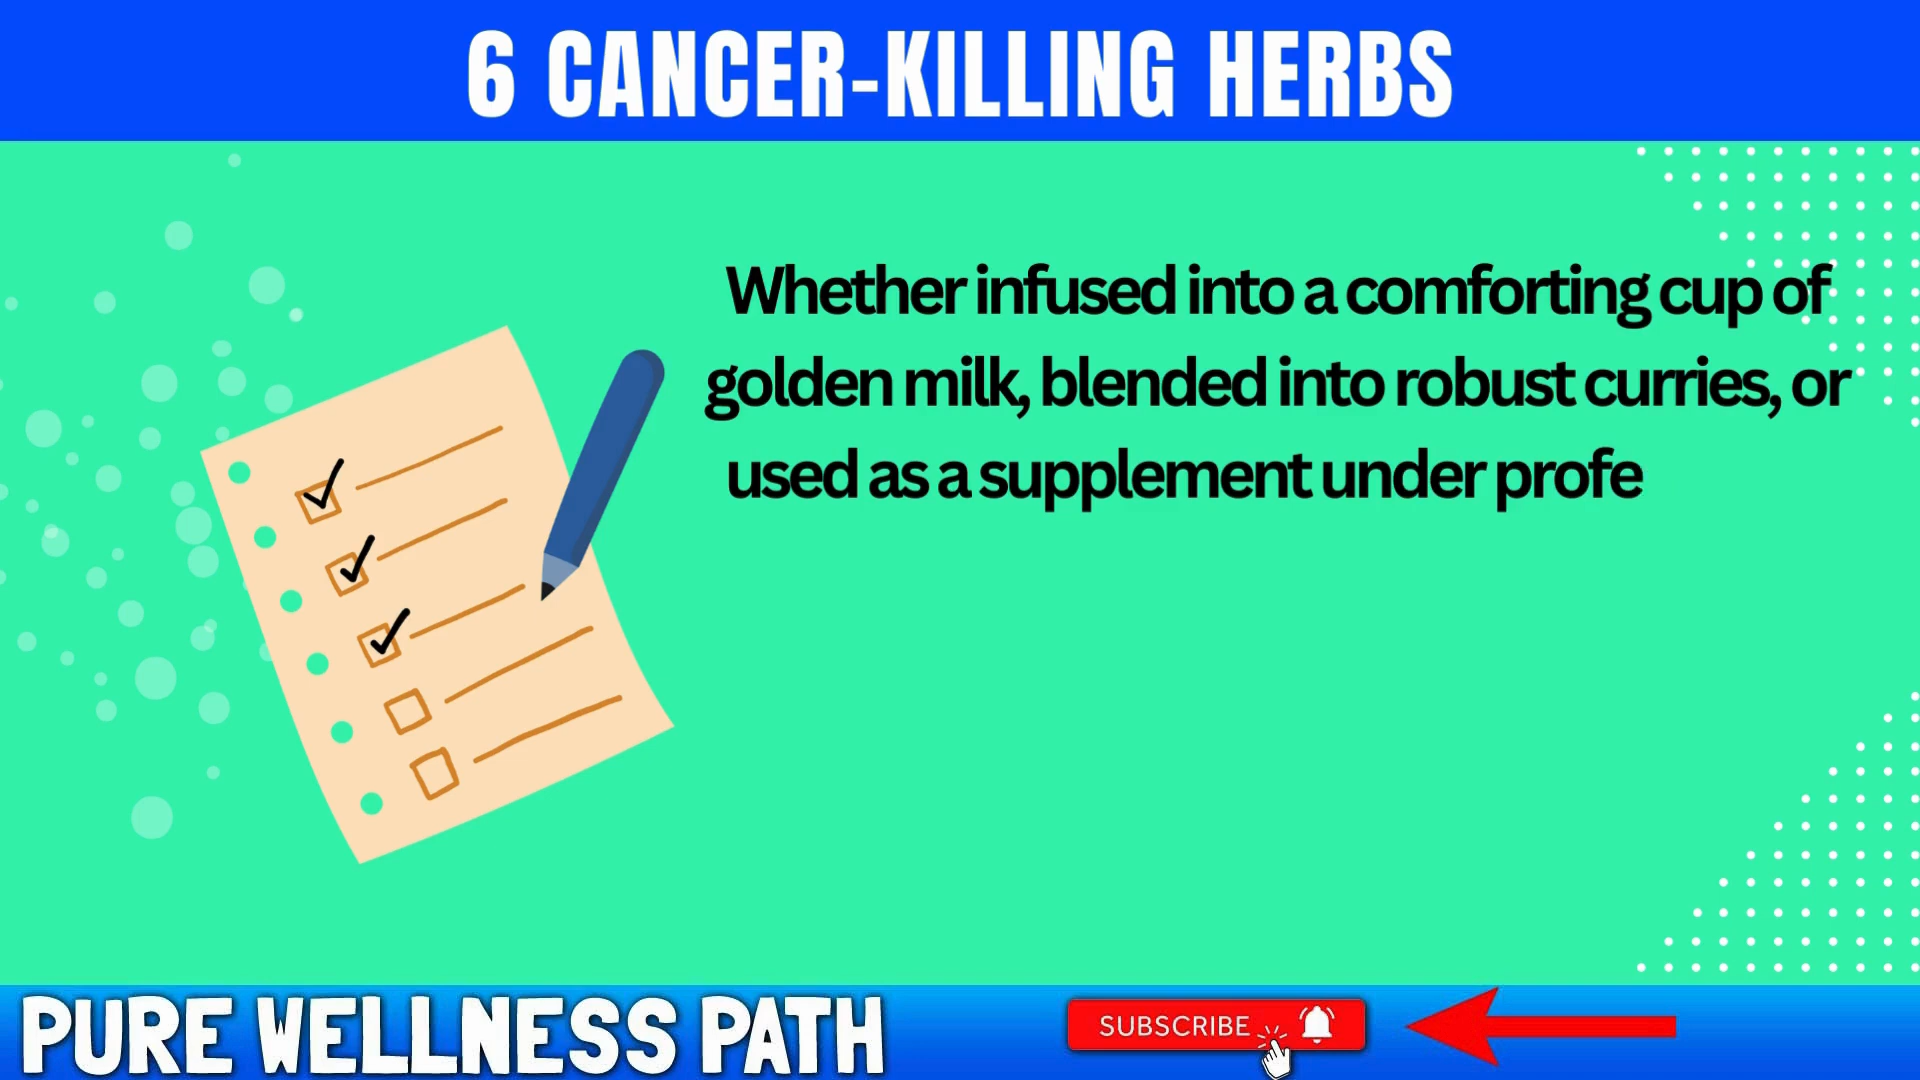 6 CANCER-KILLING HERBS
Whether infused into a comforting cup of
golden milk, blended into robust curries, or
used as a supplement under profe
PURE WELLNESS PATH
SUBSCRIBE